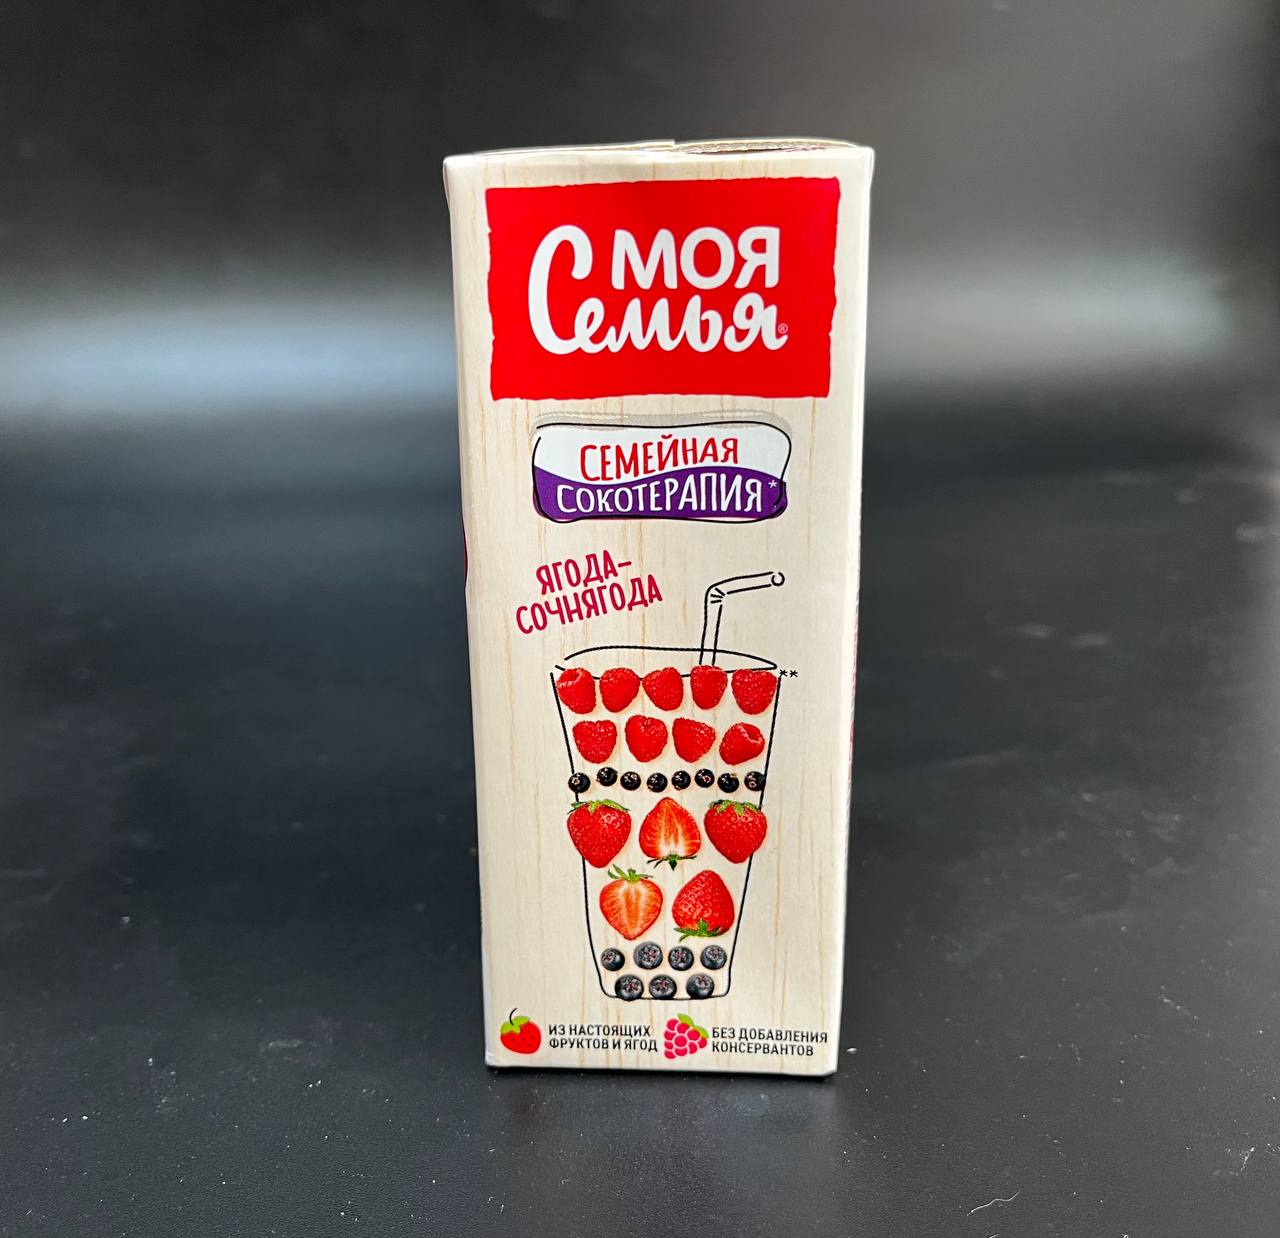 МОЯ
Семья®
СЕМЕЙНАЯ
СОКОТЕРАПИЯ*
ЯГОДА-
СОЧНЯГОДА
**
ИЗ НАСТОЯЩИХ
ФРУКТОВ И ЯГОД
БЕЗ ДОБАВЛЕНИЯ
КОНСЕРВАНТОВ